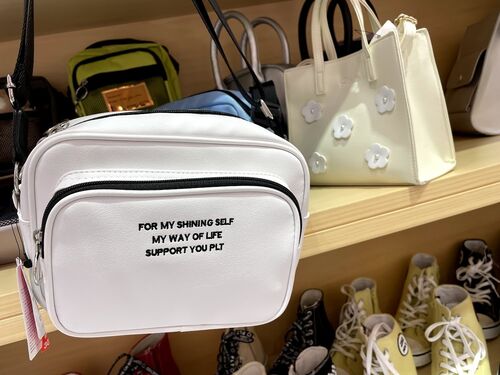 FOR MY SHINING SELF
MY WAY OF LIFE
SUPPORT YOU PLT